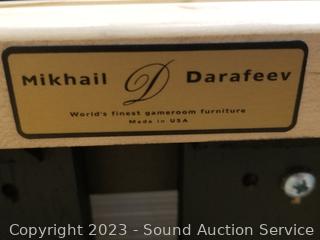 Mikhail D Darafeev
World's finest gameroom furniture
Made in USA
Copyright 2023 - Sound Auction Service